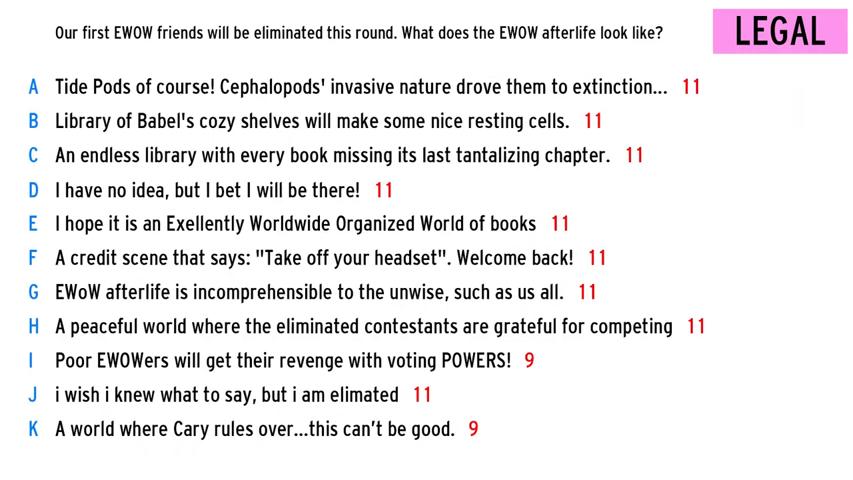 Our first EWOW friends will be eliminated this round. What does the EWOW afterlife look like?
LEGAL
A Tide Pods of course! Cephalopods' invasive nature drove them to extinction... 11
B Library of Babel's cozy shelves will make some nice resting cells. 11
C An endless library with every book missing its last tantalizing chapter. 11
D I have no idea, but I bet I will be there! 11
E I hope it is an Exellently Worldwide Organized World of books 11
F A credit scene that says: "Take off your headset". Welcome back! 11
G EWoW afterlife is incomprehensible to the unwise, such as us all. 11
H A peaceful world where the eliminated contestants are grateful for competing 11
I Poor EWOWers will get their revenge with voting POWERS! 9
J i wish i knew what to say, but i am elimated 11
K A world where Cary rules over...this can’t be good. 9